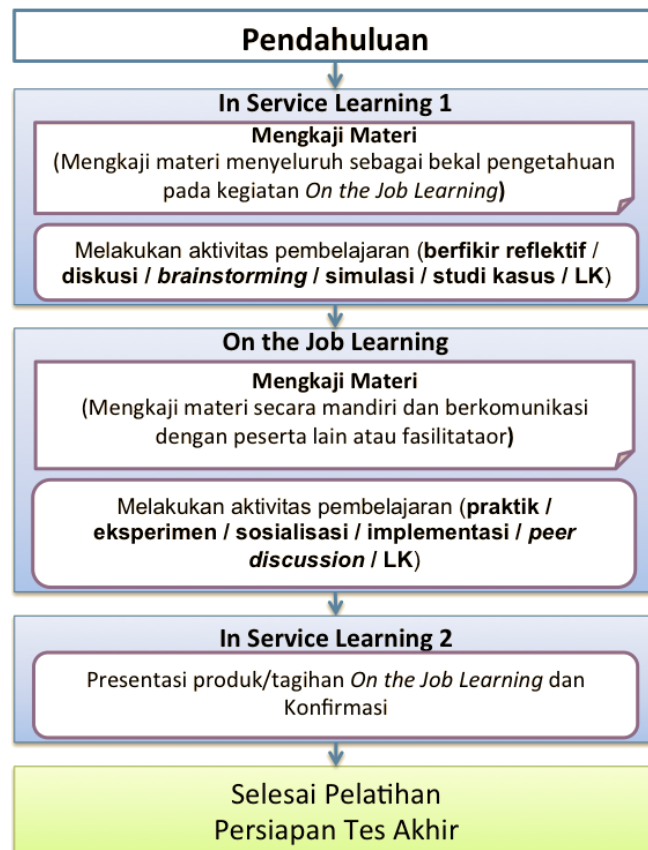 Pendahuluan
In Service Learning 1
Mengkaji Materi
(Mengkaji materi menyeluruh sebagai bekal pengetahuan
pada kegiatan On the Job Learning)
Melakukan aktivitas pembelajaran (berfikir reflektif /
diskusi / brainstorming / simulasi / studi kasus / LK)
On the Job Learning
Mengkaji Materi
(Mengkaji materi secara mandiri dan berkomunikasi
dengan peserta lain atau fasilitataor)
Melakukan aktivitas pembelajaran (praktik /
eksperimen / sosialisasi / implementasi / peer
discussion / LK)
In Service Learning 2
Presentasi produk/tagihan On the Job Learning dan
Konfirmasi
Selesai Pelatihan
Persiapan Tes Akhir